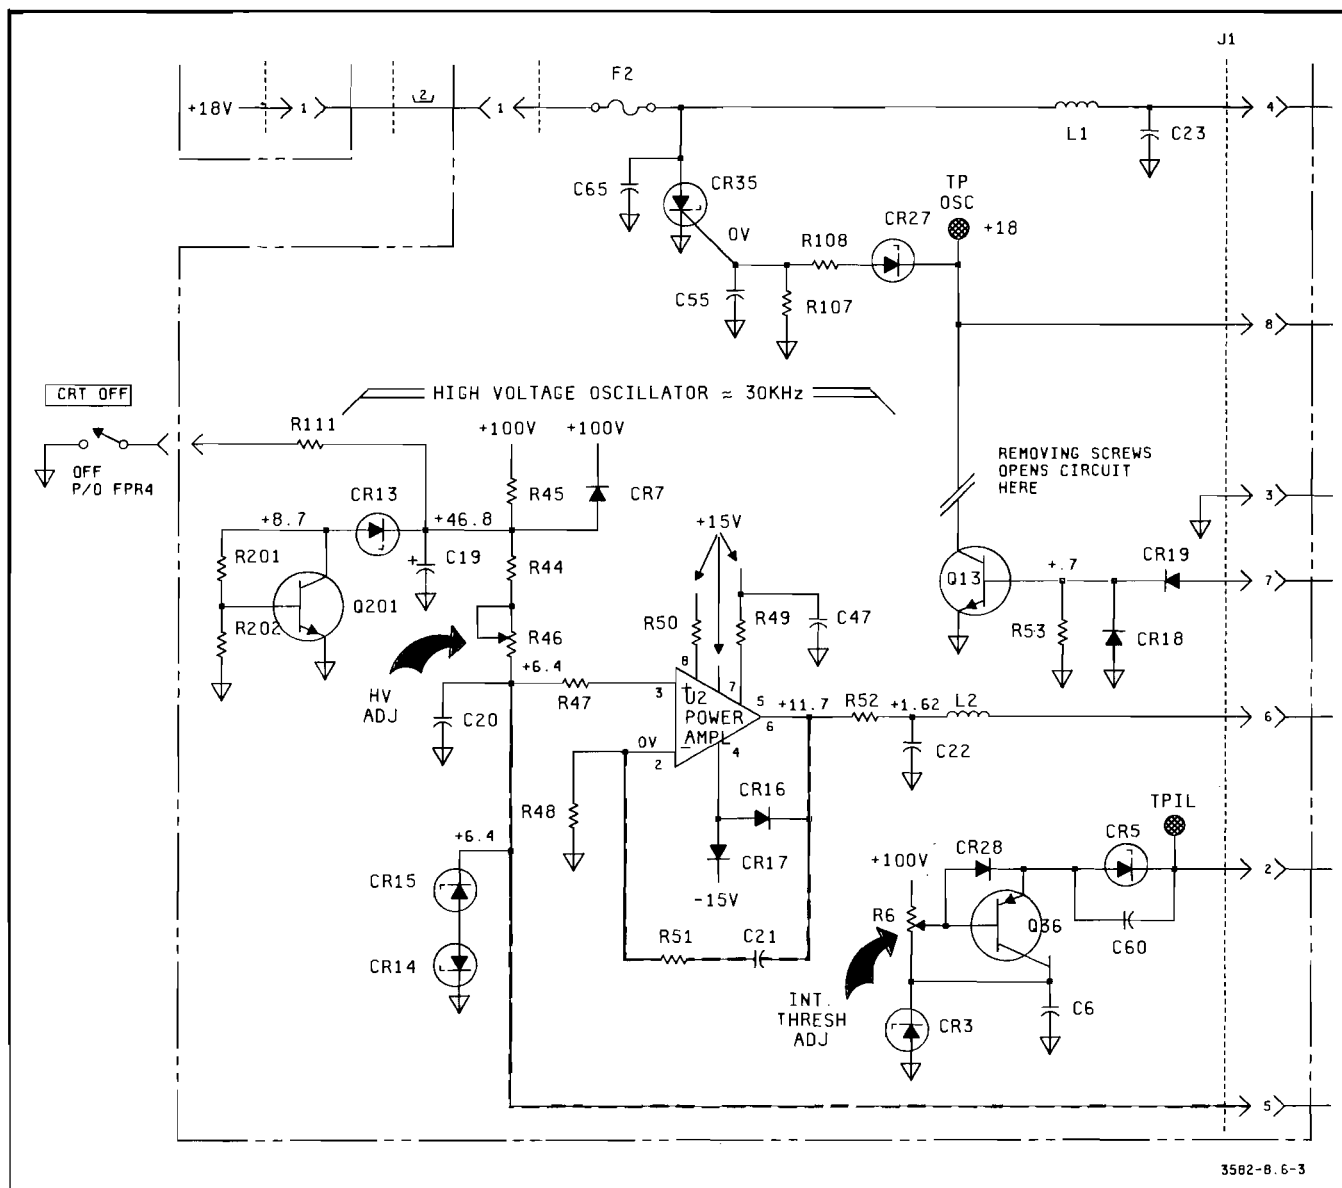 J1
F2
+18V
1
2
1
4
L1
C23
C65
CR35
TP
OSC
+18
CR27
0V
R108
C55
R107
8
CRT OFF
HIGH VOLTAGE OSCILLATOR ≈ 30KHz
R111
+100V
+100V
OFF
P/O FPR4
REMOVING SCREWS
OPENS CIRCUIT
HERE
CR13
R45
CR7
3
+8.7
+46.8
+15V
R201
C19
R44
CR19
Q13
+.7
7
Q201
R202
R46
R50
R49
C47
R53
CR18
+6.4
8
HV
ADJ
3
R47
7
U2
5
+11.7
R52
+1.62
L2
C20
+
POWER
AMPL
6
6
0V
–
4
2
C22
CR16
TPIL
R48
+6.4
CR17
+100V
CR28
CR5
2
CR15
-15V
R6
Q36
R51
C21
C60
CR14
INT.
THRESH
ADJ
CR3
C6
5
3582-8.6-3